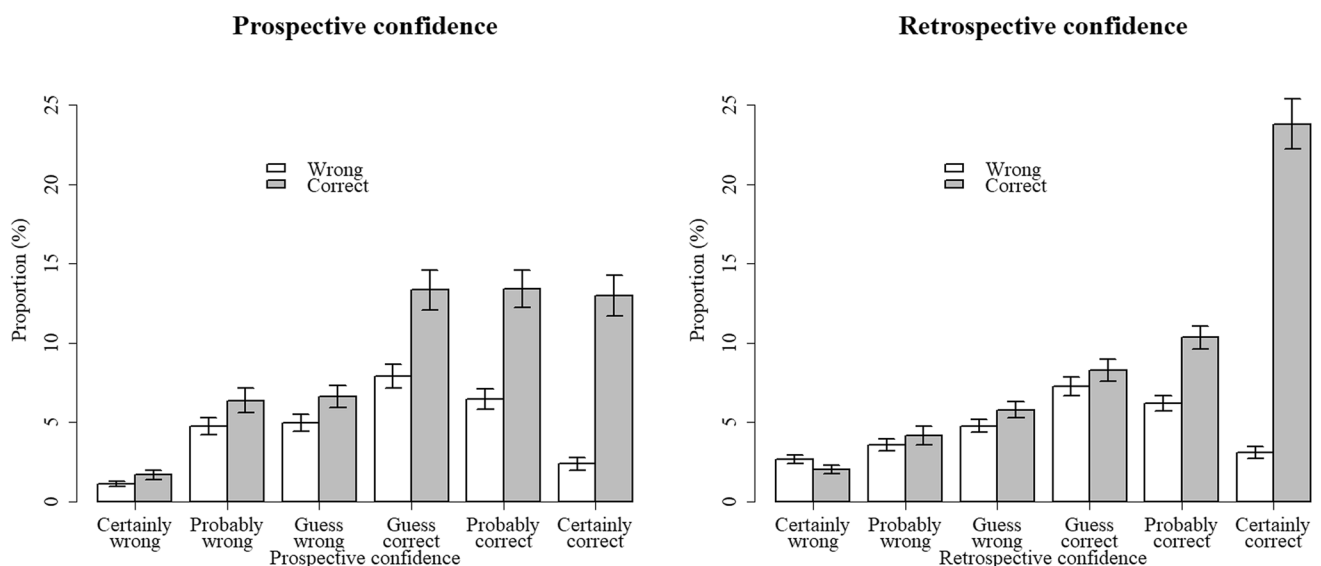 Prospective confidence
Proportion (%)
25
20
15
10
5
0
Wrong
Correct
Certainly wrong
Probably wrong
Guess wrong
Guess correct
Probably correct
Certainly correct
Prospective confidence
Retrospective confidence
Proportion (%)
25
20
15
10
5
0
Wrong
Correct
Certainly wrong
Probably wrong
Guess wrong
Guess correct
Probably correct
Certainly correct
Retrospective confidence